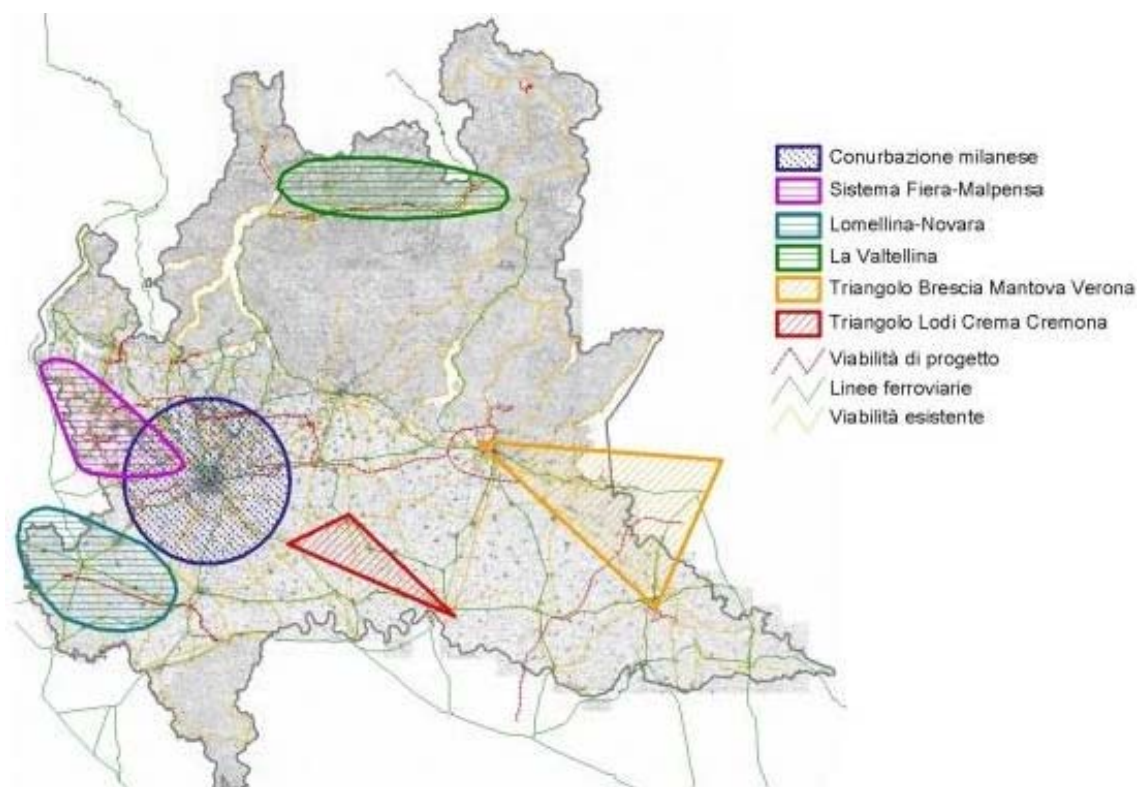 Conurbazione milanese
Sistema Fiera-Malpensa
Lomellina-Novara
La Valtellina
Triangolo Brescia Mantova Verona
Triangolo Lodi Crema Cremona
Viabilità di progetto
Linee ferroviarie
Viabilità esistente